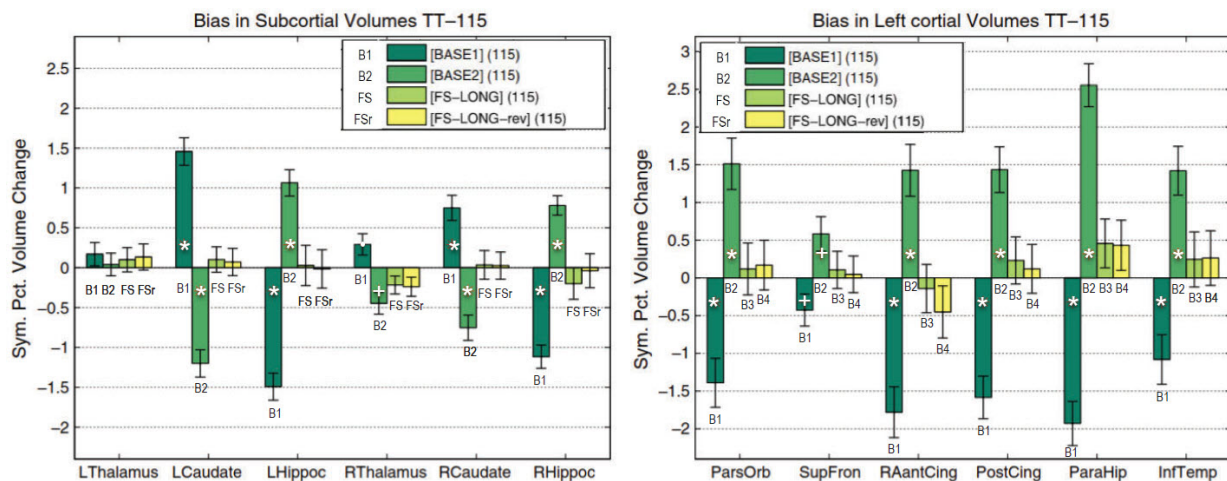 Bias in Subcortial Volumes TT–115
Sym. Pct. Volume Change
2.5
2
1.5
1
0.5
0
−0.5
−1
−1.5
−2
B1 [BASE1] (115)
B2 [BASE2] (115)
FS [FS–LONG] (115)
FSr [FS–LONG–rev] (115)
B1 B2 FS FSr
* B1 * B2 FS FSr
B1 * B2 FS FSr
B1 + B2 FS FSr
* B1 * B2 FS FSr
* B1 * B2 FS FSr
LThalamus LCaudate LHippoc RThalamus RCaudate RHippoc
Bias in Left cortial Volumes TT–115
Sym. Pct. Volume Change
3
2.5
2
1.5
1
0.5
0
−0.5
−1
−1.5
−2
B1 [BASE1] (115)
B2 [BASE2] (115)
FS [FS–LONG] (115)
FSr [FS–LONG–rev] (115)
* B1 * B2 B3 B4
+ B1 + B2 B3 B4
* B1 * B2 B3 B4
* B1 * B2 B3 B4
* B1 * B2 B3 B4
* B1 * B2 B3 B4
ParsOrb SupFron RAantCing PostCing ParaHip InfTemp